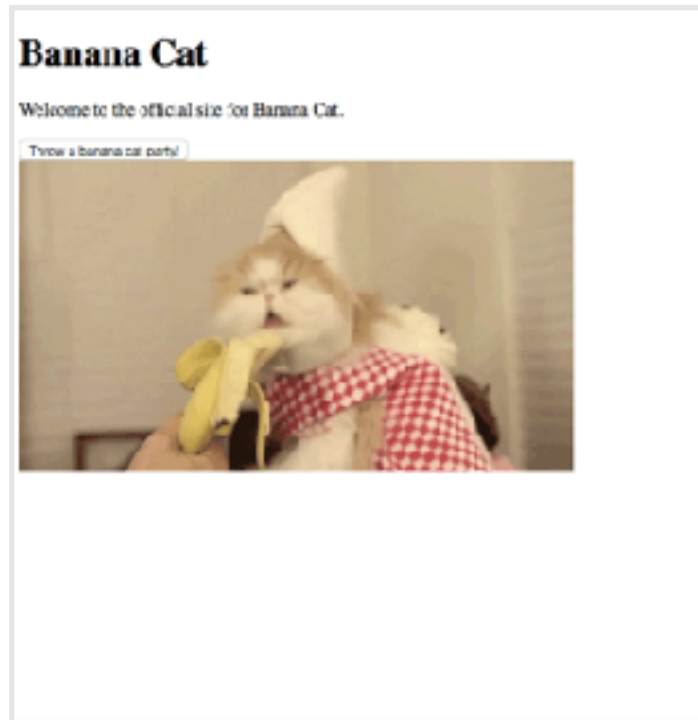 Banana Cat
Welcome to the official site for Banana Cat.
Throw a banana cat party!